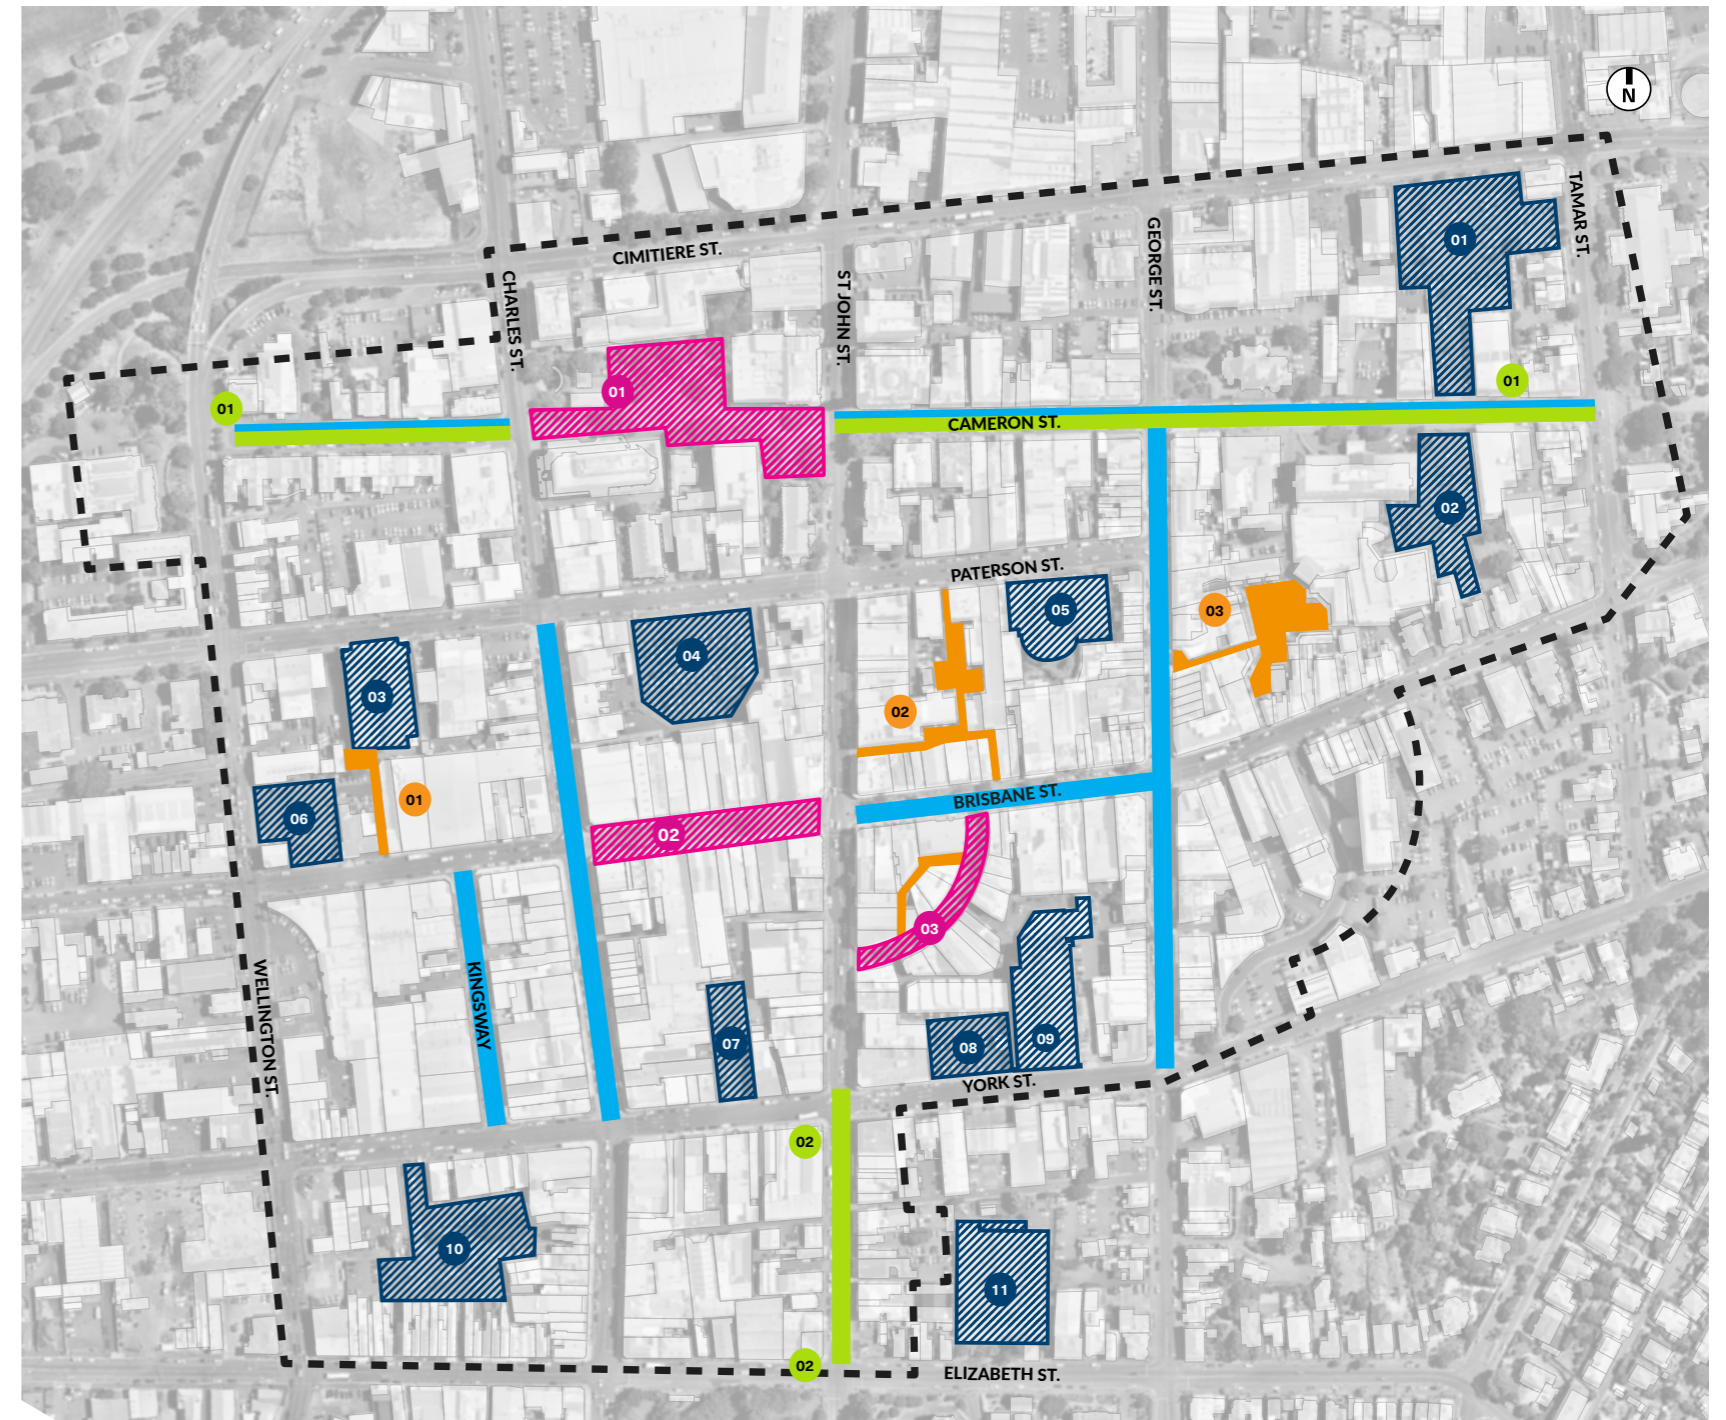 N
TAMAR ST.
01
GEORGE ST.
CIMITIERE ST.
CHARLES ST.
ST JOHN ST.
01
01
01
CAMERON ST.
02
PATERSON ST.
05
03
04
03
02
01
06
BRISBANE ST.
02
03
KINGSWAY
WELLINGTON ST.
07
08
09
YORK ST.
02
10
11
02
ELIZABETH ST.